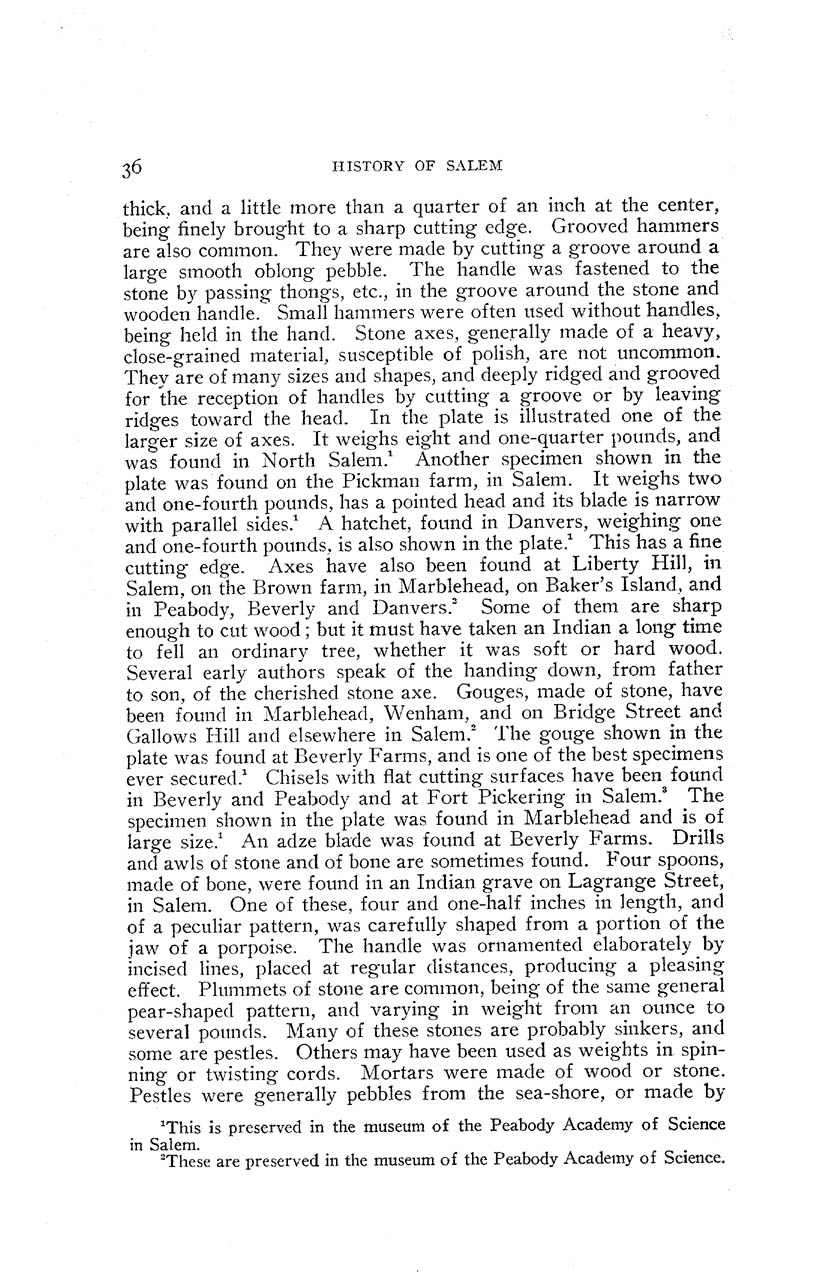 36 HISTORY OF SALEM
thick, and a little more than a quarter of an inch at the center,
being finely brought to a sharp cutting edge. Grooved hammers
are also common. They were made by cutting a groove around a
large smooth oblong pebble. The handle was fastened to the
stone by passing thongs, etc., in the groove around the stone and
wooden handle. Small hammers were often used without handles,
being held in the hand. Stone axes, generally made of a heavy,
close-grained material, susceptible of polish, are not uncommon.
They are of many sizes and shapes, and deeply ridged and grooved
for the reception of handles by cutting a groove or by leaving
ridges toward the head. In the plate is illustrated one of the
larger size of axes. It weighs eight and one-quarter pounds, and
was found in North Salem.¹ Another specimen shown in the
plate was found on the Pickman farm, in Salem. It weighs two
and one-fourth pounds, has a pointed head and its blade is narrow
with parallel sides.¹ A hatchet, found in Danvers, weighing one
and one-fourth pounds, is also shown in the plate.¹ This has a fine
cutting edge. Axes have also been found at Liberty Hill, in
Salem, on the Brown farm, in Marblehead, on Baker's Island, and
in Peabody, Beverly and Danvers.² Some of them are sharp
enough to cut wood; but it must have taken an Indian a long time
to fell an ordinary tree, whether it was soft or hard wood.
Several early authors speak of the handing down, from father
to son, of the cherished stone axe. Gouges, made of stone, have
been found in Marblehead, Wenham, and on Bridge Street and
Gallows Hill and elsewhere in Salem.² The gouge shown in the
plate was found at Beverly Farms, and is one of the best specimens
ever secured.¹ Chisels with flat cutting surfaces have been found
in Beverly and Peabody and at Fort Pickering in Salem.³ The
specimen shown in the plate was found in Marblehead and is of
large size.¹ An adze blade was found at Beverly Farms. Drills
and awls of stone and of bone are sometimes found. Four spoons,
made of bone, were found in an Indian grave on Lagrange Street,
in Salem. One of these, four and one-half inches in length, and
of a peculiar pattern, was carefully shaped from a portion of the
jaw of a porpoise. The handle was ornamented elaborately by
incised lines, placed at regular distances, producing a pleasing
effect. Plummets of stone are common, being of the same general
pear-shaped pattern, and varying in weight from an ounce to
several pounds. Many of these stones are probably sinkers, and
some are pestles. Others may have been used as weights in spin-
ning or twisting cords. Mortars were made of wood or stone.
Pestles were generally pebbles from the sea-shore, or made by
¹This is preserved in the museum of the Peabody Academy of Science
in Salem.
²These are preserved in the museum of the Peabody Academy of Science.